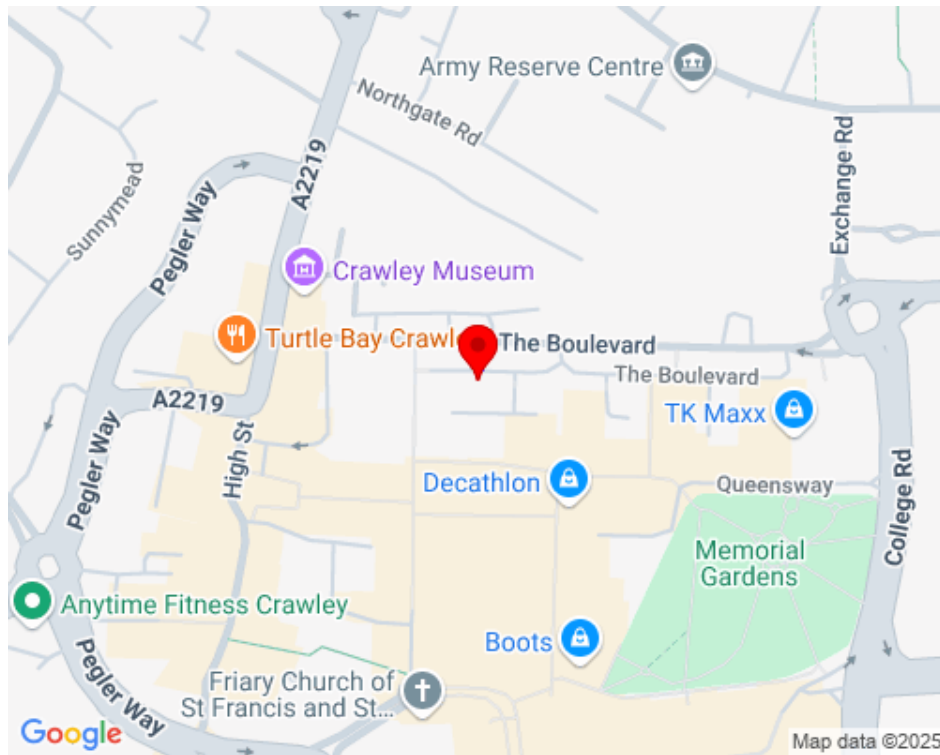 Army Reserve Centre
Northgate Rd
Exchange Rd
A2219
Sunnymead
Pegler Way
Crawley Museum
Turtle Bay Crawle
The Boulevard
The Boulevard
A2219
TK Maxx
High St
Pegler Way
Decathlon
Queensway
College Rd
Memorial
Gardens
Anytime Fitness Crawley
Boots
Pegler Way
Friary Church of
St Francis and St...
Google
Map data ©2025